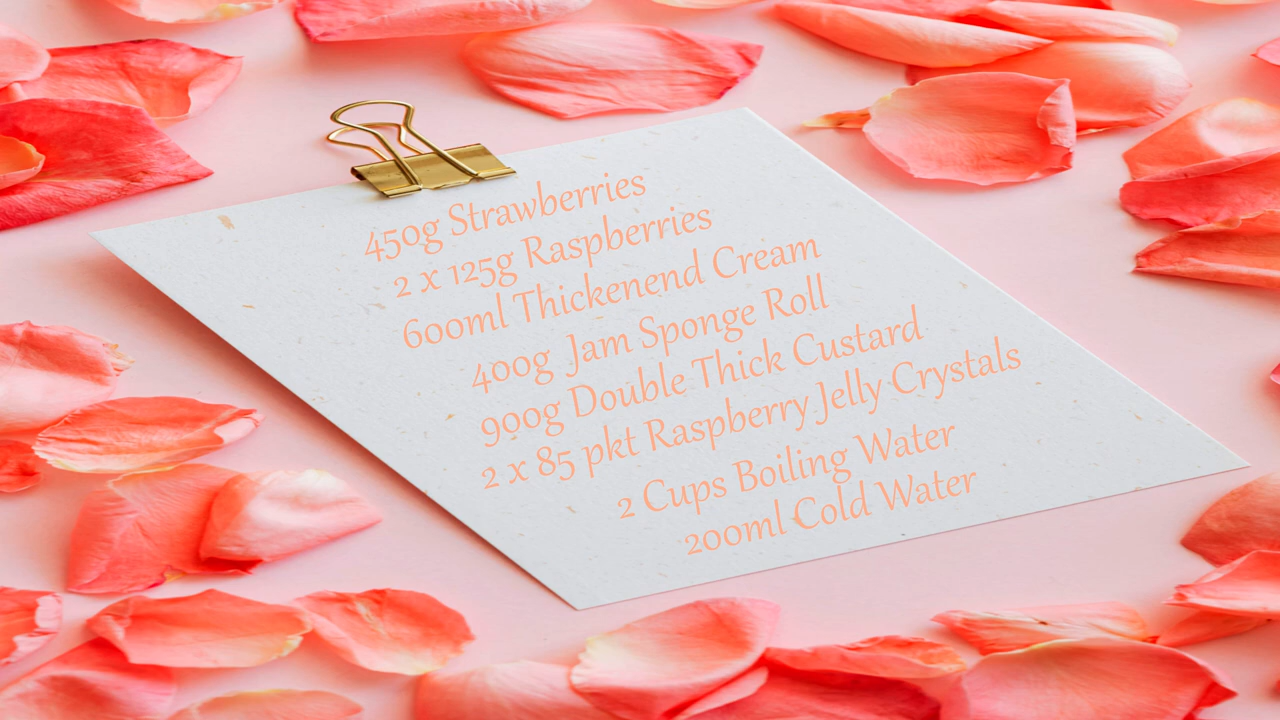 450g Strawberries
2 x 125g Raspberries
600ml Thickenend Cream
400g Jam Sponge Roll
900g Double Thick Custard
2 x 85 pkt Raspberry Jelly Crystals
2 Cups Boiling Water
200ml Cold Water